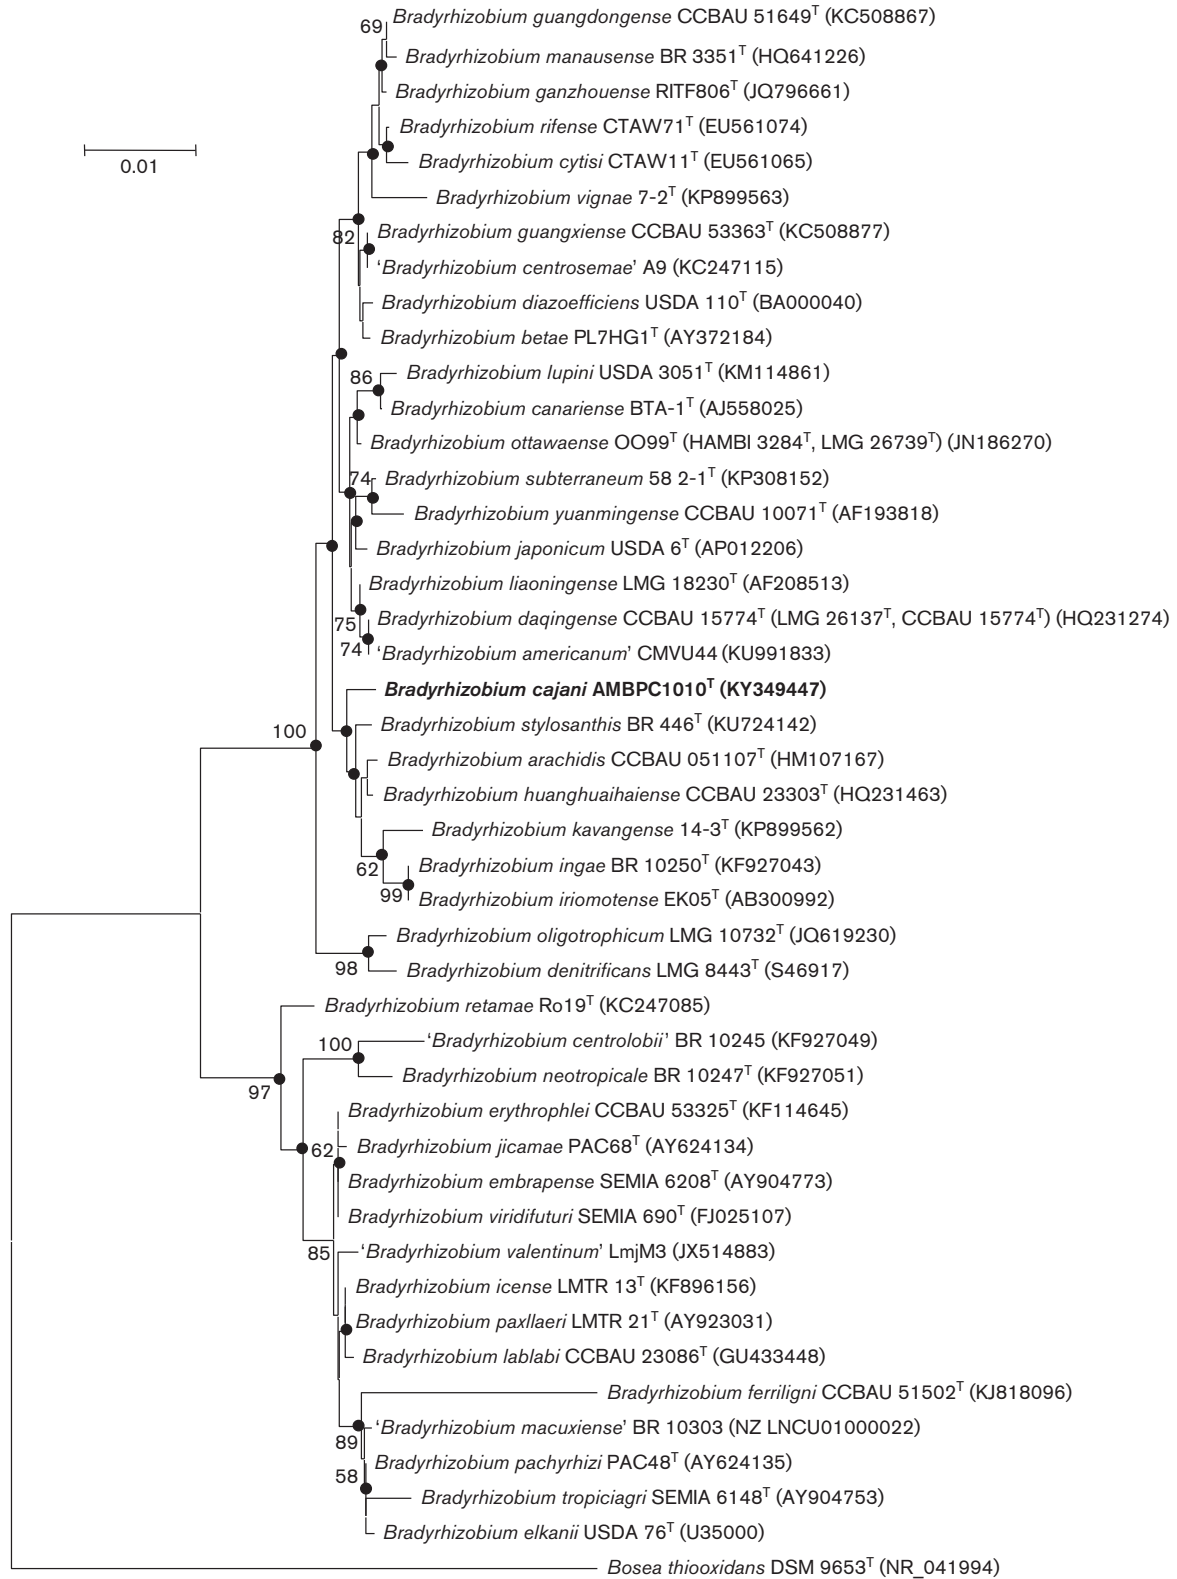 Bradyrhizobium guangdongense CCBAU 51649T (KC508867)
69
Bradyrhizobium manausense BR 3351T (HQ641226)
Bradyrhizobium ganzhouense RITF806T (JQ796661)
Bradyrhizobium rifense CTAW71T (EU561074)
0.01
Bradyrhizobium cytisi CTAW11T (EU561065)
Bradyrhizobium vignae 7-2T (KP899563)
82
Bradyrhizobium guangxiense CCBAU 53363T (KC508877)
'Bradyrhizobium centrosemae' A9 (KC247115)
Bradyrhizobium diazoefficiens USDA 110T (BA000040)
Bradyrhizobium betae PL7HG1T (AY372184)
86
Bradyrhizobium lupini USDA 3051T (KM114861)
Bradyrhizobium canariense BTA-1T (AJ558025)
Bradyrhizobium ottawaense OO99T (HAMBI 3284T, LMG 26739T) (JN186270)
74
Bradyrhizobium subterraneum 58 2-1T (KP308152)
Bradyrhizobium yuanmingense CCBAU 10071T (AF193818)
Bradyrhizobium japonicum USDA 6T (AP012206)
Bradyrhizobium liaoningense LMG 18230T (AF208513)
75
Bradyrhizobium daqingense CCBAU 15774T (LMG 26137T, CCBAU 15774T) (HQ231274)
74
'Bradyrhizobium americanum' CMVU44 (KU991833)
Bradyrhizobium cajani AMBPC1010T (KY349447)
100
Bradyrhizobium stylosanthis BR 446T (KU724142)
Bradyrhizobium arachidis CCBAU 051107T (HM107167)
Bradyrhizobium huanghuaihaiense CCBAU 23303T (HQ231463)
Bradyrhizobium kavangense 14-3T (KP899562)
62
Bradyrhizobium ingae BR 10250T (KF927043)
99
Bradyrhizobium iriomotense EK05T (AB300992)
Bradyrhizobium oligotrophicum LMG 10732T (JQ619230)
98
Bradyrhizobium denitrificans LMG 8443T (S46917)
Bradyrhizobium retamae Ro19T (KC247085)
100
'Bradyrhizobium centrolobii' BR 10245 (KF927049)
Bradyrhizobium neotropicale BR 10247T (KF927051)
97
Bradyrhizobium erythrophlei CCBAU 53325T (KF114645)
62
Bradyrhizobium jicamae PAC68T (AY624134)
Bradyrhizobium embrapense SEMIA 6208T (AY904773)
Bradyrhizobium viridifuturi SEMIA 690T (FJ025107)
85
'Bradyrhizobium valentinum' LmjM3 (JX514883)
Bradyrhizobium icense LMTR 13T (KF896156)
Bradyrhizobium paxllaeri LMTR 21T (AY923031)
Bradyrhizobium lablabi CCBAU 23086T (GU433448)
Bradyrhizobium ferriligni CCBAU 51502T (KJ818096)
'Bradyrhizobium macuxiense' BR 10303 (NZ LNCU01000022)
89
Bradyrhizobium pachyrhizi PAC48T (AY624135)
58
Bradyrhizobium tropiciagri SEMIA 6148T (AY904753)
Bradyrhizobium elkanii USDA 76T (U35000)
Bosea thiooxidans DSM 9653T (NR_041994)